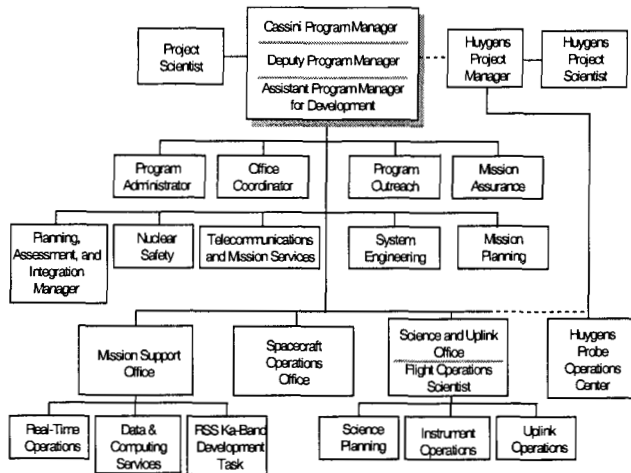 Cassini Program Manager
Deputy Program Manager
Assistant Program Manager
for Development
Project
Scientist
Huygens
Project
Manager
Huygens
Project
Scientist
Program
Administrator
Office
Coordinator
Program
Outreach
Mission
Assurance
Planning,
Assessment, and
Integration
Manager
Nuclear
Safety
Telecommunications
and Mission Services
System
Engineering
Mission
Planning
Mission Support
Office
Spacecraft
Operations
Office
Science and Uplink
Office
Flight Operations
Scientist
Huygens
Probe
Operations
Center
Real-Time
Operations
Data &
Computing
Services
RSS Ka-Band
Development
Task
Science
Planning
Instrument
Operations
Uplink
Operations